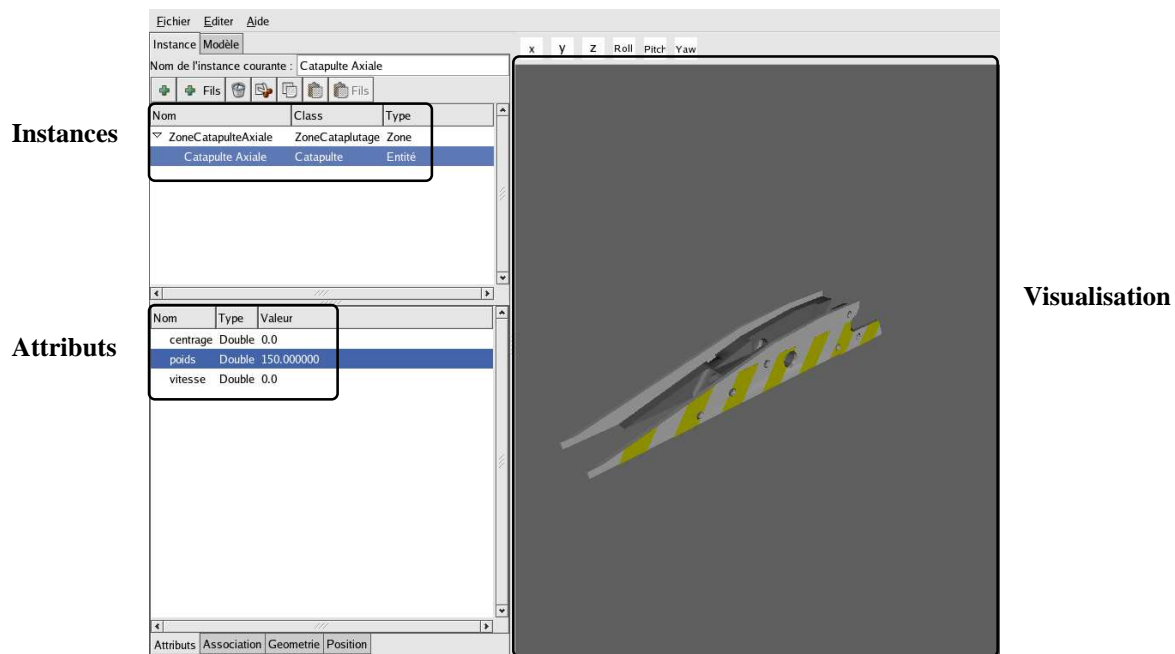 Fichier Editer Aide
Instance Modèle
x y z Roll Pitch Yaw
Nom de l'instance courante : Catapulte Axiale
Fils Fils
Instances
Nom Class Type
ZoneCatapulteAxiale ZoneCataplutage Zone
Catapulte Axiale Catapulte Entité
Visualisation
Attributs
Nom Type Valeur
centrage Double 0.0
poids Double 150.000000
vitesse Double 0.0
Attributs Association Geometrie Position